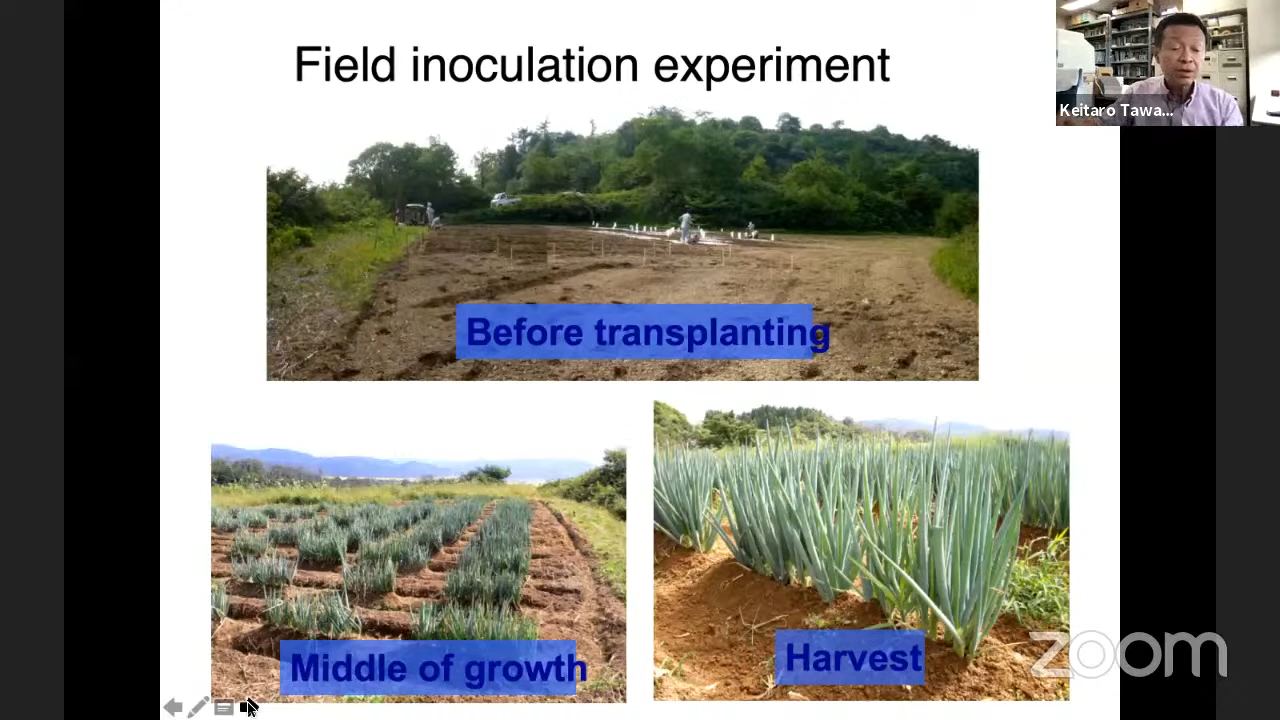 Field inoculation experiment
Keitaro Tawa...
Before transplanting
Middle of growth
Harvest
zoom